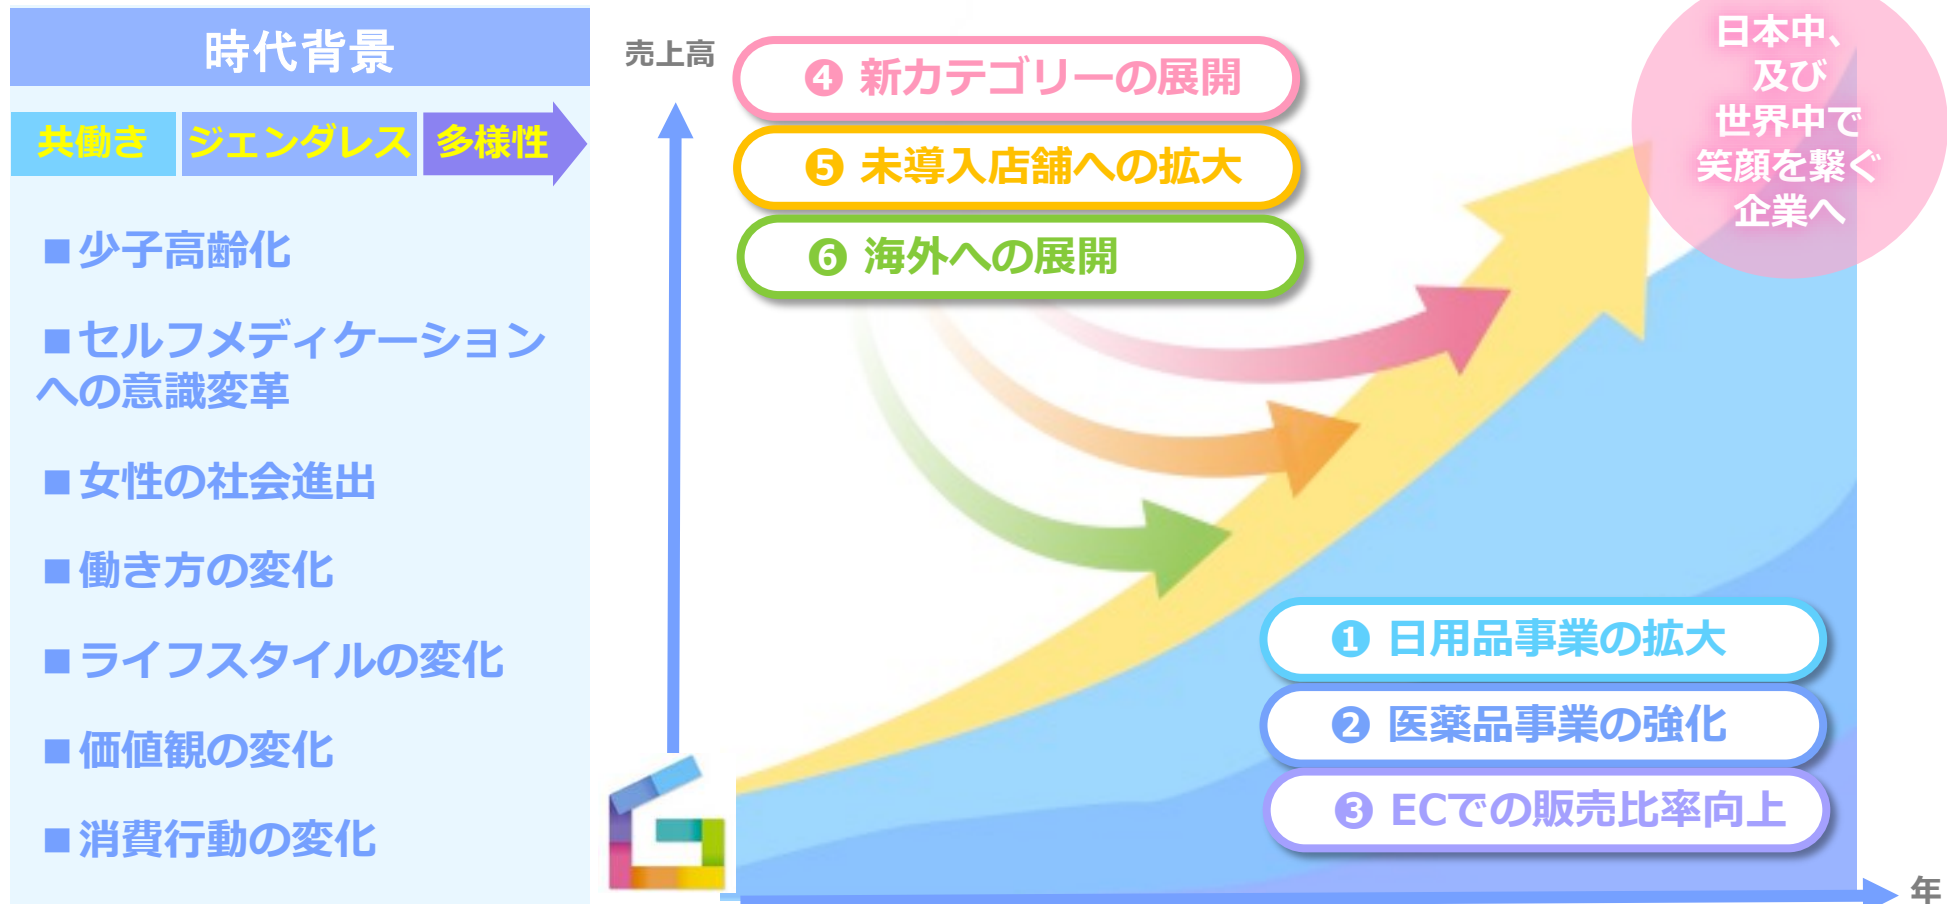 時代背景
共働き ジェンダレス 多様性
■少子高齢化
■セルフメディケーション
への意識変革
■女性の社会進出
■働き方の変化
■ライフスタイルの変化
■価値観の変化
■消費行動の変化
売上高
❹ 新カテゴリーの展開
❺ 未導入店舗への拡大
❻ 海外への展開
日本中、
及び
世界中で
笑顔を繋ぐ
企業へ
❶ 日用品事業の拡大
❷ 医薬品事業の強化
❸ ECでの販売比率向上
年